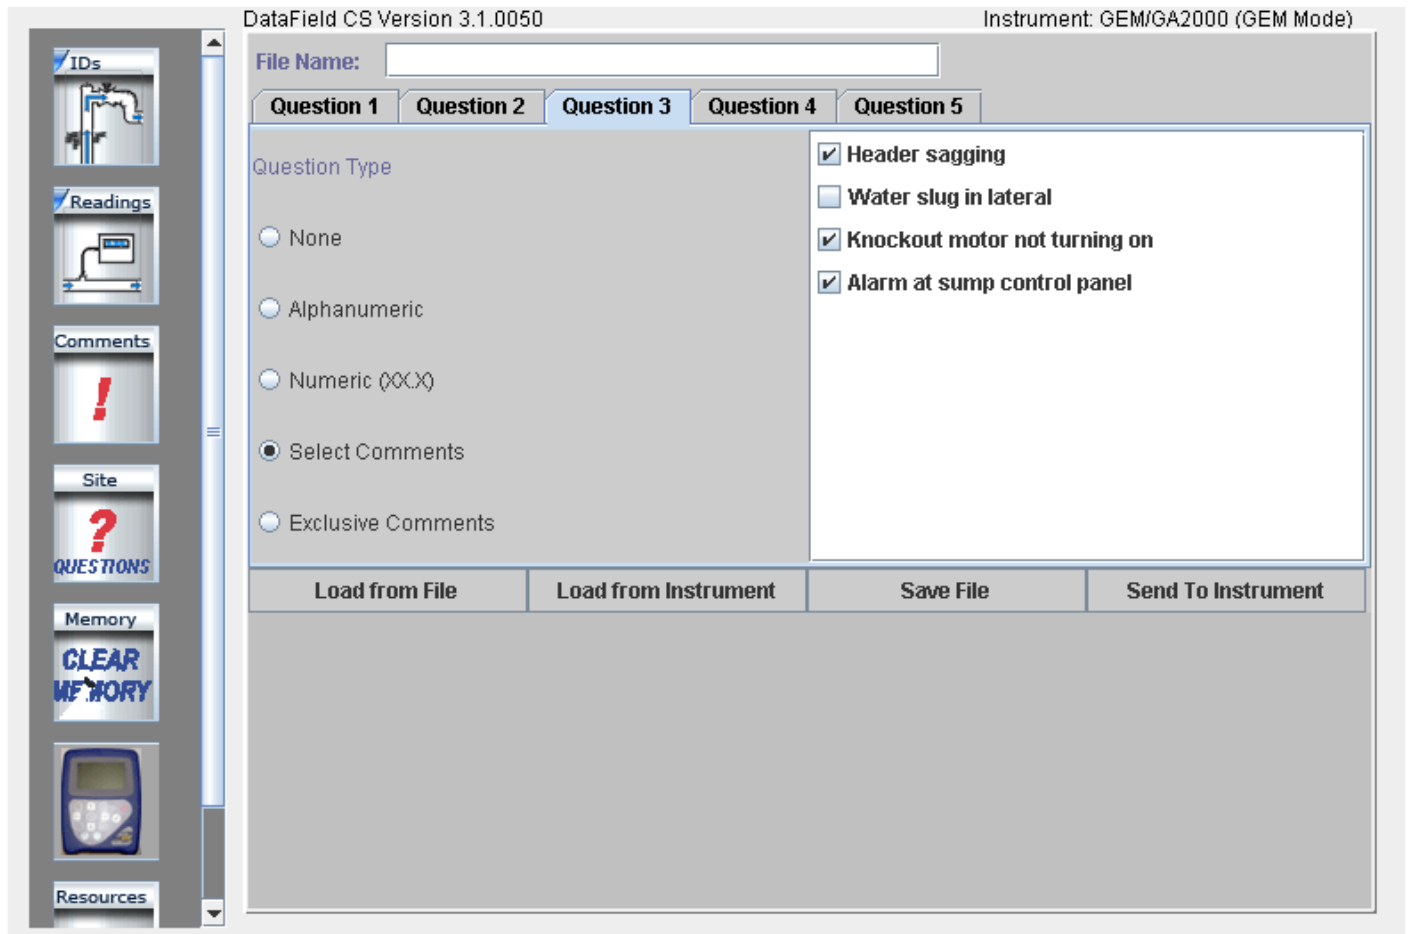 DataField CS Version 3.1.0050 Instrument: GEM/GA2000 (GEM Mode)
IDs
Readings
Comments
!
Site
?
QUESTIONS
Memory
CLEAR
MEMORY
Resources
File Name:
Question 1 Question 2 Question 3 Question 4 Question 5
Question Type
None
Alphanumeric
Numeric (XX.X)
Select Comments
Exclusive Comments
Header sagging
Water slug in lateral
Knockout motor not turning on
Alarm at sump control panel
Load from File Load from Instrument Save File Send To Instrument